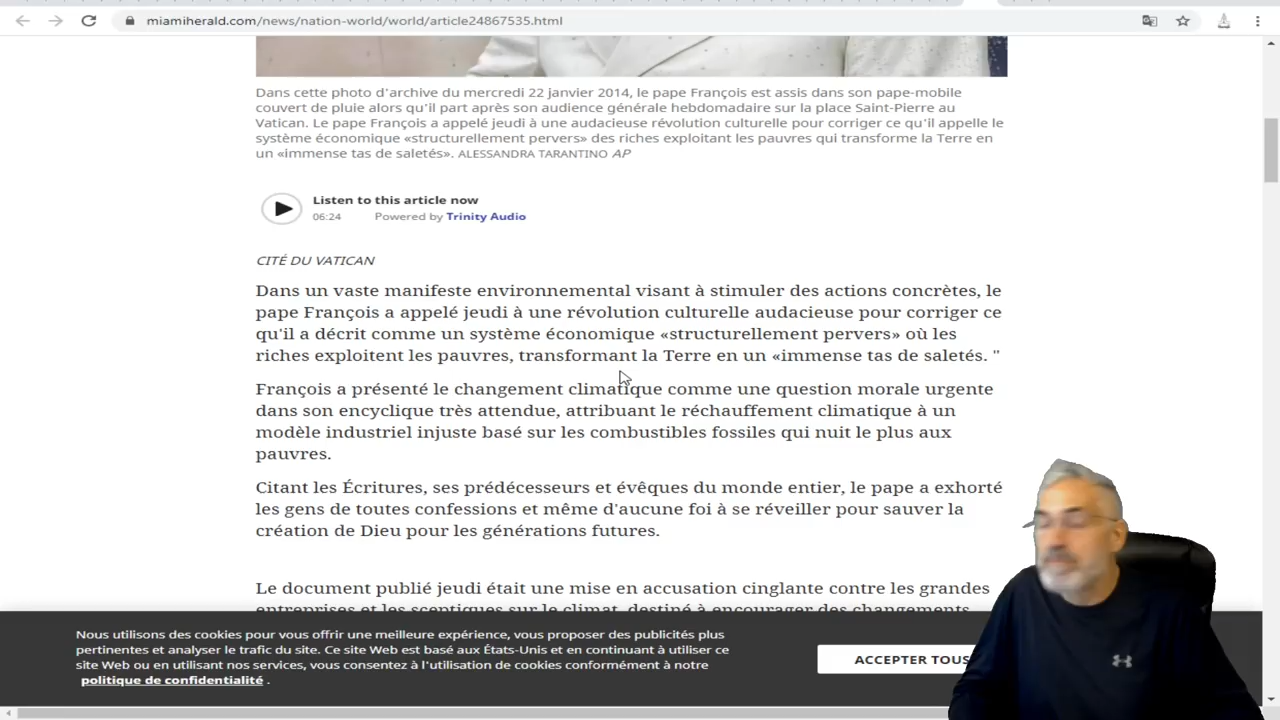 miamiherald.com/news/nation-world/world/article24867535.html
Dans cette photo d'archive du mercredi 22 janvier 2014, le pape François est assis dans son pape-mobile
couvert de pluie alors qu'il part après son audience générale hebdomadaire sur la place Saint-Pierre au
Vatican. Le pape François a appelé jeudi à une audacieuse révolution culturelle pour corriger ce qu'il appelle le
système économique «structurellement pervers» des riches exploitant les pauvres qui transforme la Terre en
un «immense tas de saletés». ALESSANDRA TARANTINO AP
Listen to this article now
06:24 Powered by Trinity Audio
CITÉ DU VATICAN
Dans un vaste manifeste environnemental visant à stimuler des actions concrètes, le
pape François a appelé jeudi à une révolution culturelle audacieuse pour corriger ce
qu'il a décrit comme un système économique «structurellement pervers» où les
riches exploitent les pauvres, transformant la Terre en un «immense tas de saletés. "
François a présenté le changement climatique comme une question morale urgente
dans son encyclique très attendue, attribuant le réchauffement climatique à un
modèle industriel injuste basé sur les combustibles fossiles qui nuit le plus aux
pauvres.
Citant les Écritures, ses prédécesseurs et évêques du monde entier, le pape a exhorté
les gens de toutes confessions et même d'aucune foi à se réveiller pour sauver la
création de Dieu pour les générations futures.
Le document publié jeudi était une mise en accusation cinglante contre les grandes
entreprises et les sceptiques sur le climat, destiné à encourager des changements
Nous utilisons des cookies pour vous offrir une meilleure expérience, vous proposer des publicités plus
pertinentes et analyser le trafic du site. Ce site Web est basé aux États-Unis et en continuant à utiliser ce
site Web ou en utilisant nos services, vous consentez à l'utilisation de cookies conformément à notre
politique de confidentialité .
ACCEPTER TOUS